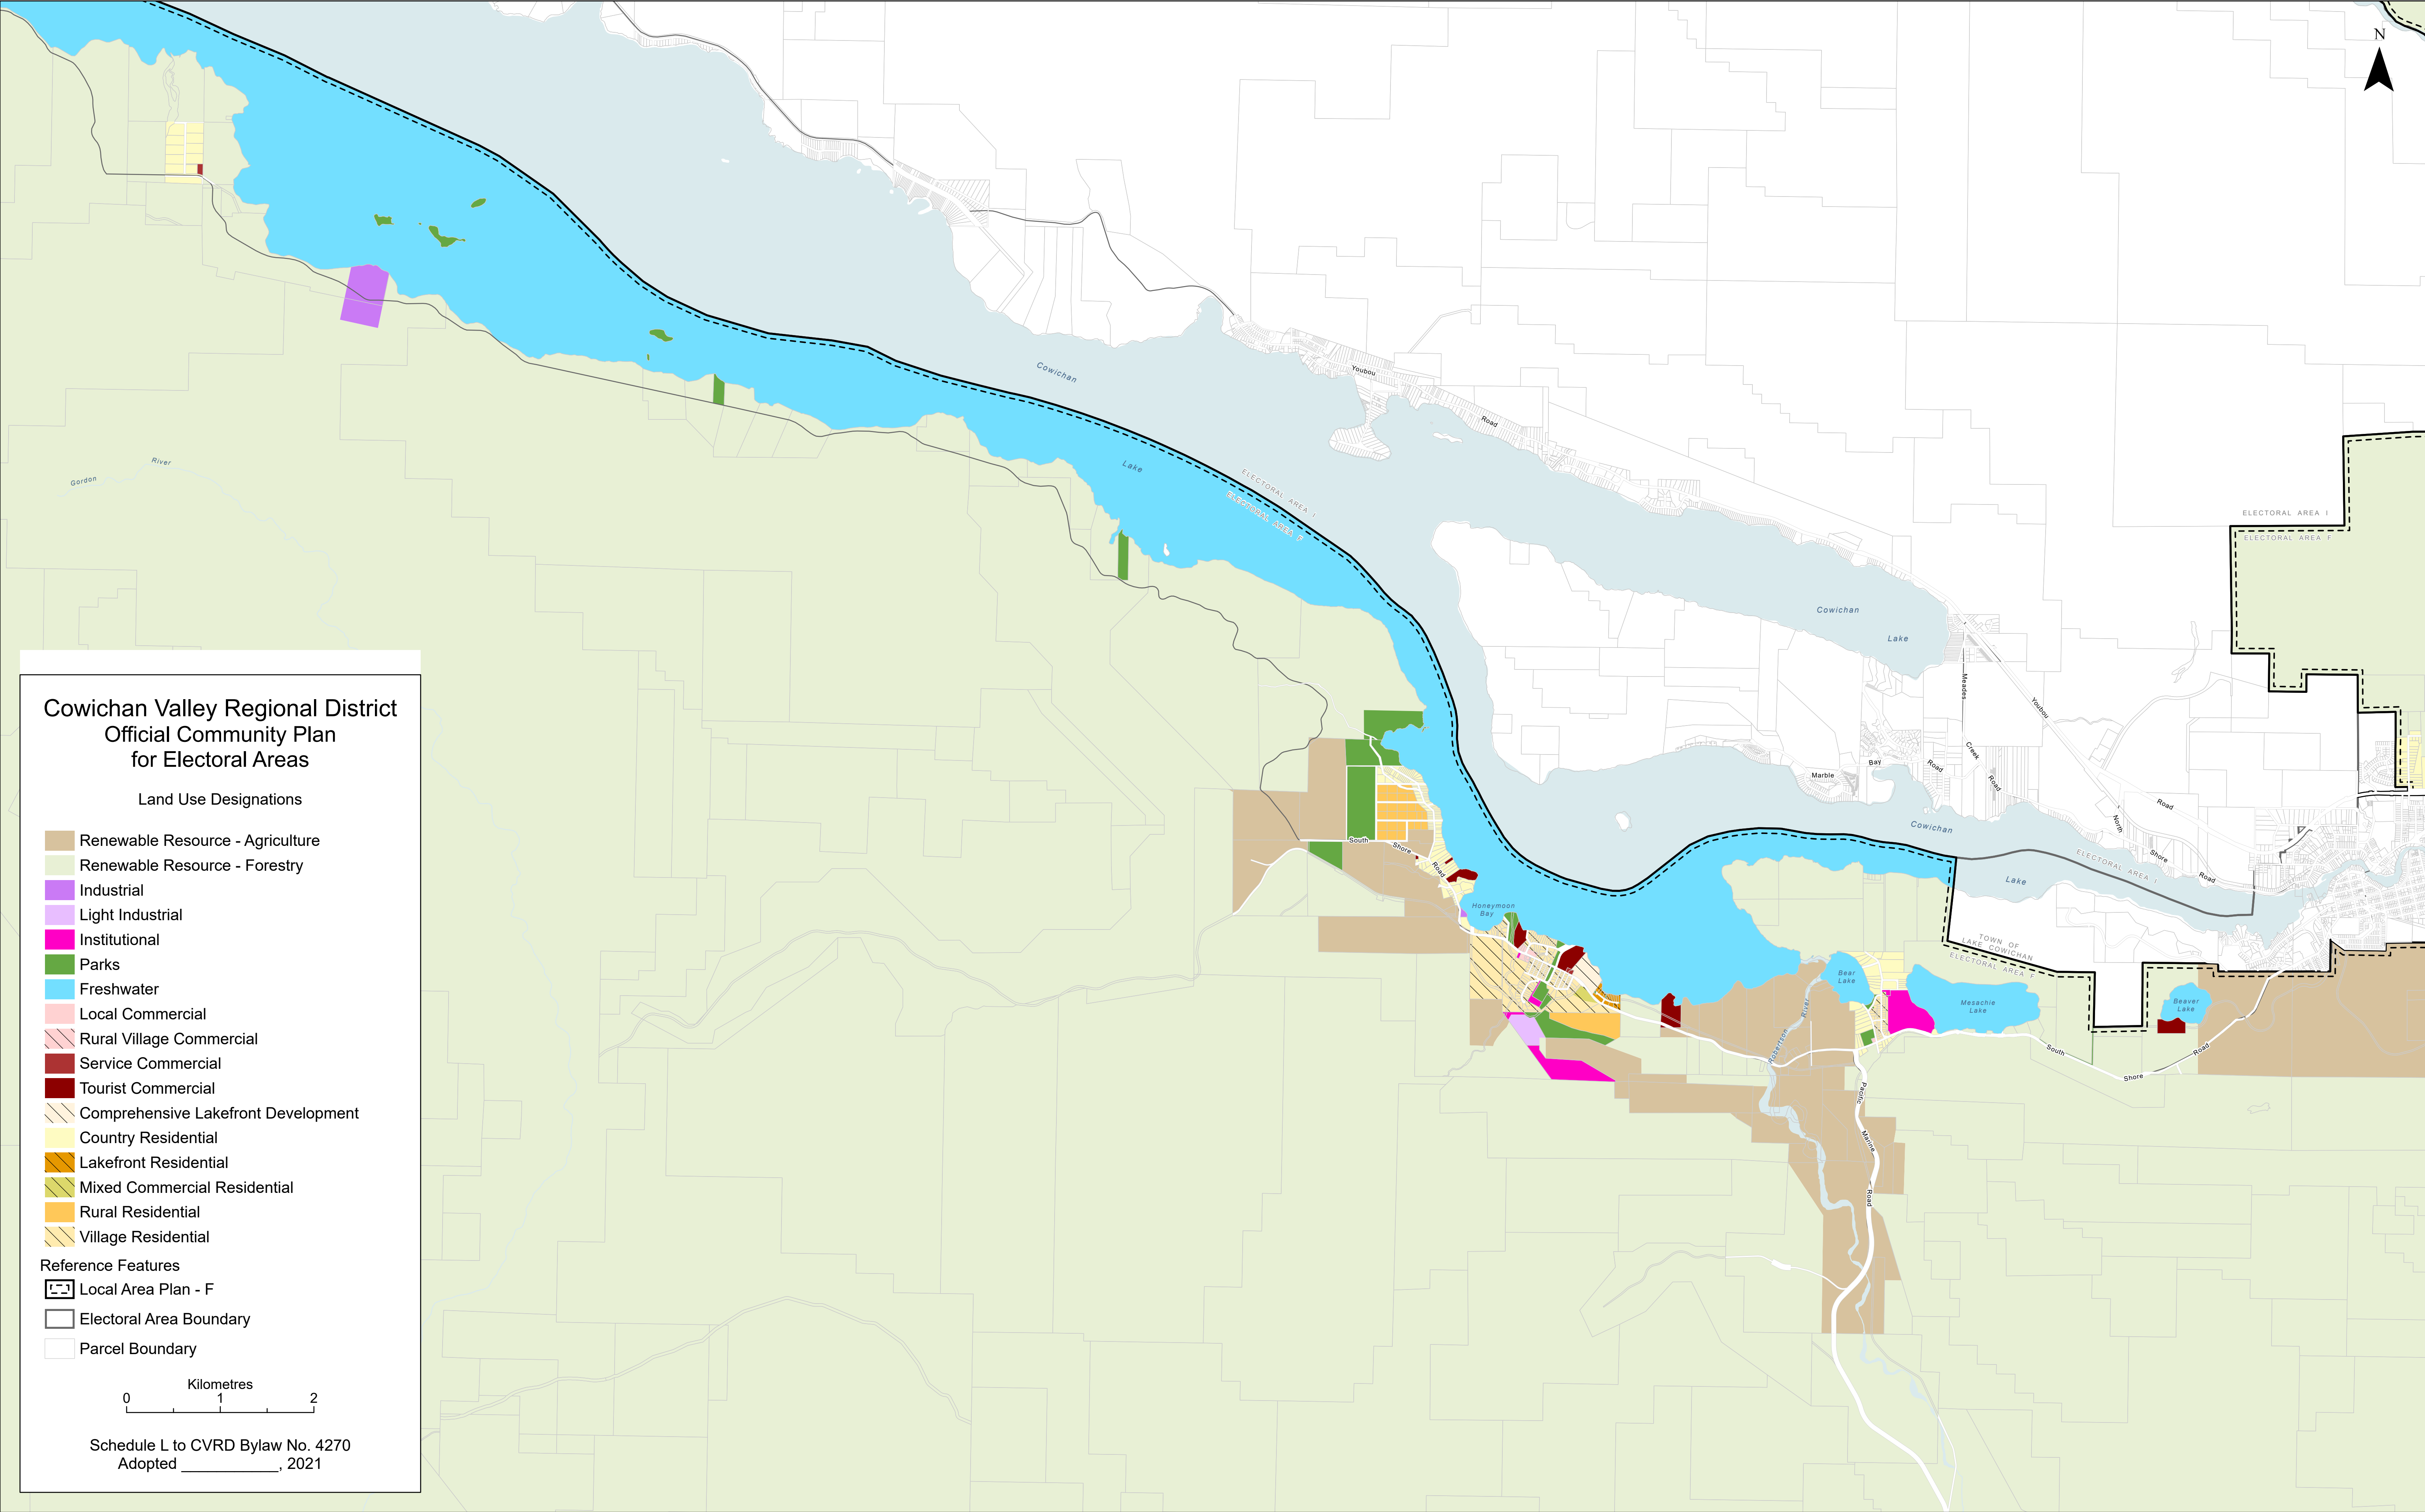 N
Cowichan
Youbou
Road
Lake
ELECTORAL AREA I
ELECTORAL AREA F
River
Gordon
ELECTORAL AREA I
ELECTORAL AREA F
Cowichan
Lake
Meades
Creek
Road
Youbou
Road
Marble
Bay
Road
North
Shore
Road
Cowichan
Lake
ELECTORAL AREA I
TOWN OF
LAKE COWICHAN
ELECTORAL AREA F
South
Shore
Road
Honeymoon
Bay
Bear
Lake
Mesachie
Lake
Beaver
Lake
Robertson
River
South
Shore
Road
Pacific
Marine
Road
Cowichan Valley Regional District
Official Community Plan
for Electoral Areas
Land Use Designations
Renewable Resource - Agriculture
Renewable Resource - Forestry
Industrial
Light Industrial
Institutional
Parks
Freshwater
Local Commercial
Rural Village Commercial
Service Commercial
Tourist Commercial
Comprehensive Lakefront Development
Country Residential
Lakefront Residential
Mixed Commercial Residential
Rural Residential
Village Residential
Reference Features
Local Area Plan - F
Electoral Area Boundary
Parcel Boundary
Kilometres
0 1 2
Schedule L to CVRD Bylaw No. 4270
Adopted ____________, 2021